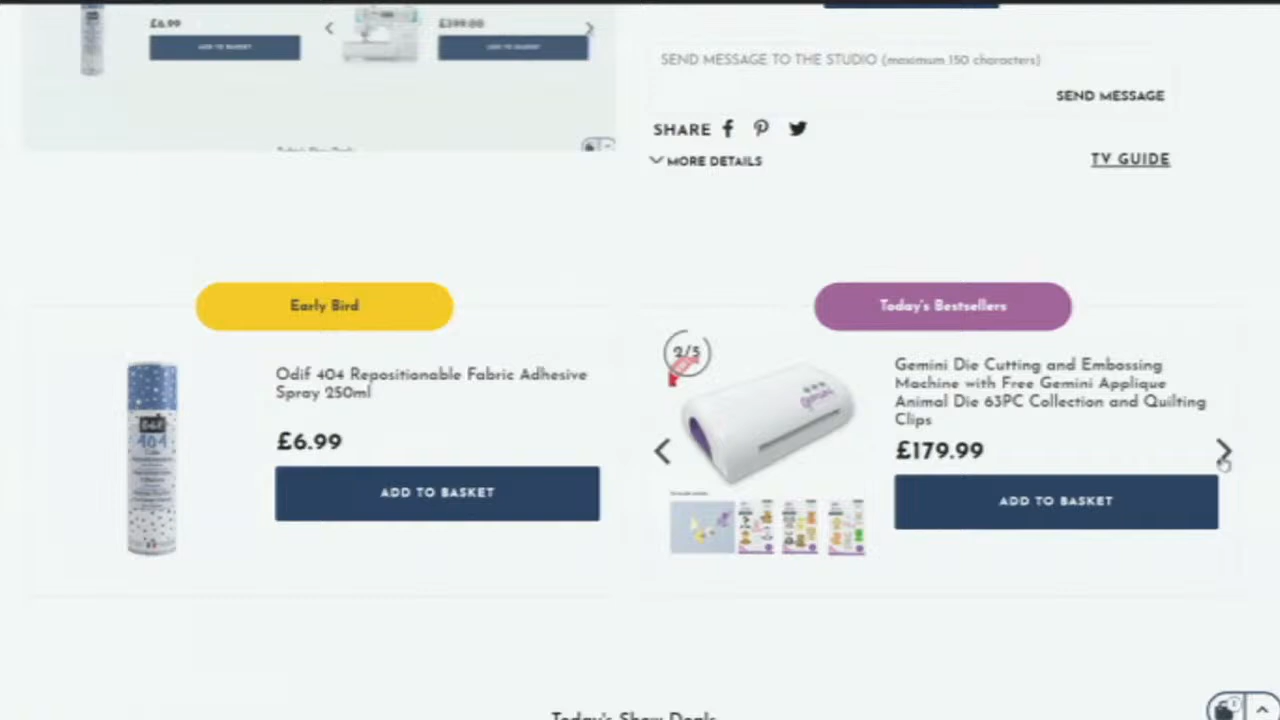 £6.99
£399.00
ADD TO BASKET
ADD TO BASKET
SEND MESSAGE TO THE STUDIO (maximum 150 characters)
SEND MESSAGE
SHARE
MORE DETAILS
TV GUIDE
Early Bird
Today's Bestsellers
Odif 404 Repositionable Fabric Adhesive
Spray 250ml
£6.99
ADD TO BASKET
odif
404
2/5
gemini
Gemini Die Cutting and Embossing
Machine with Free Gemini Applique
Animal Die 63PC Collection and Quilting
Clips
£179.99
ADD TO BASKET
Today's Show Deals